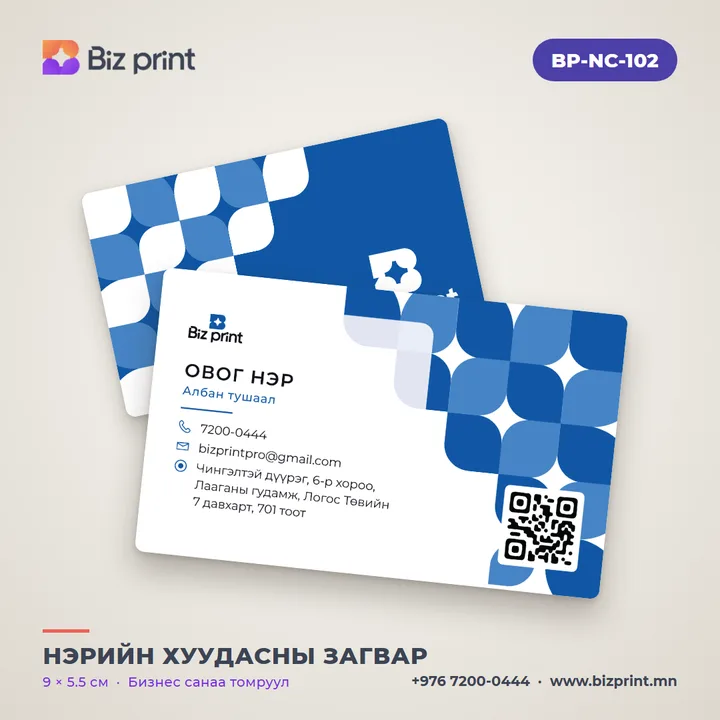 Biz print
BP-NC-102
Biz print
ОВОГ НЭР
Албан тушаал
7200-0444
bizprintpro@gmail.com
Чингэлтэй дүүрэг, 6-р хороо,
Лааганы гудамж, Логос Төвийн
7 давхарт, 701 тоот
НЭРИЙН ХУУДАСНЫ ЗАГВАР
9 × 5.5 см · Бизнес санаа томруул
+976 7200-0444 · www.bizprint.mn